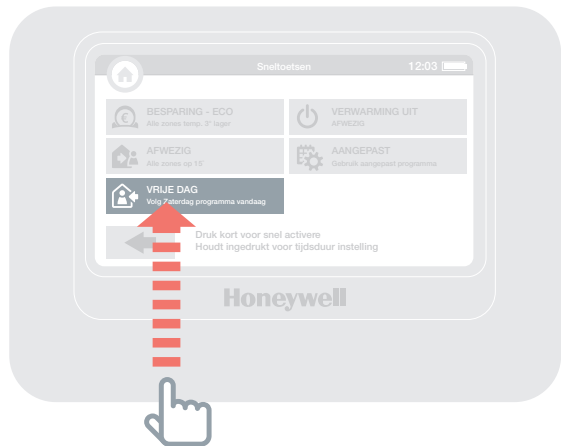 Sneltoetsen 12:03
€
BESPARING - ECO
Alle zones temp. 3° lager
VERWARMING UIT
AFWEZIG
AFWEZIG
Alle zones op 15°
AANGEPAST
Gebruik aangepast programma
VRIJE DAG
Volg Zaterdag programma vandaag
Druk kort voor snel activere
Houdt ingedrukt voor tijdsduur instelling
Honeywell